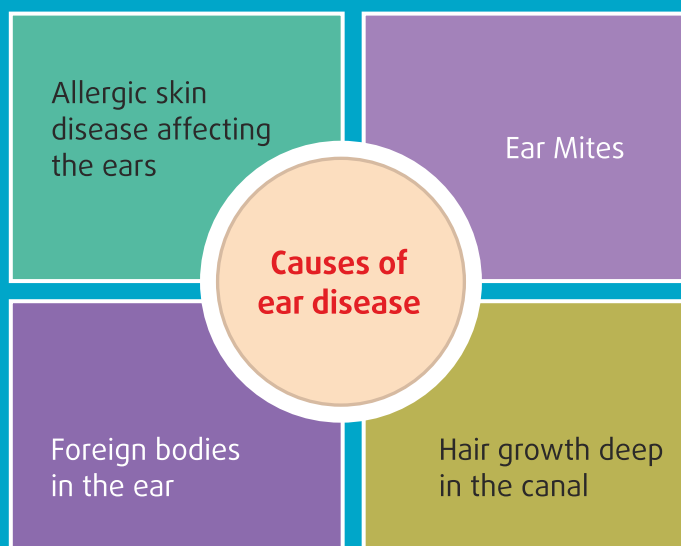 Allergic skin
disease affecting
the ears
Ear Mites
Causes of
ear disease
Foreign bodies
in the ear
Hair growth deep
in the canal